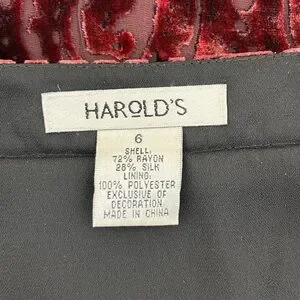 HAROLD'S
6
SHELL:
72% RAYON
28% SILK
LINING:
100% POLYESTER
EXCLUSIVE OF
DECORATION
MADE IN CHINA